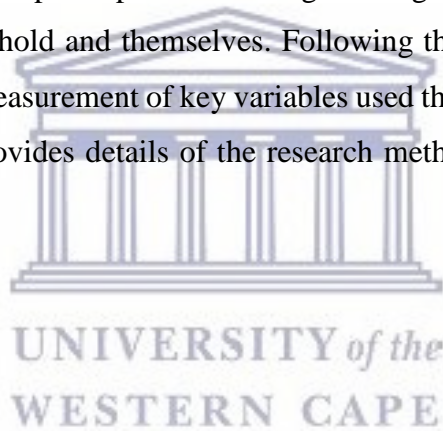 hold and themselves. Following th
easurement of key variables used th
ovides details of the research meth
UNIVERSITY of the
WESTERN CAPE